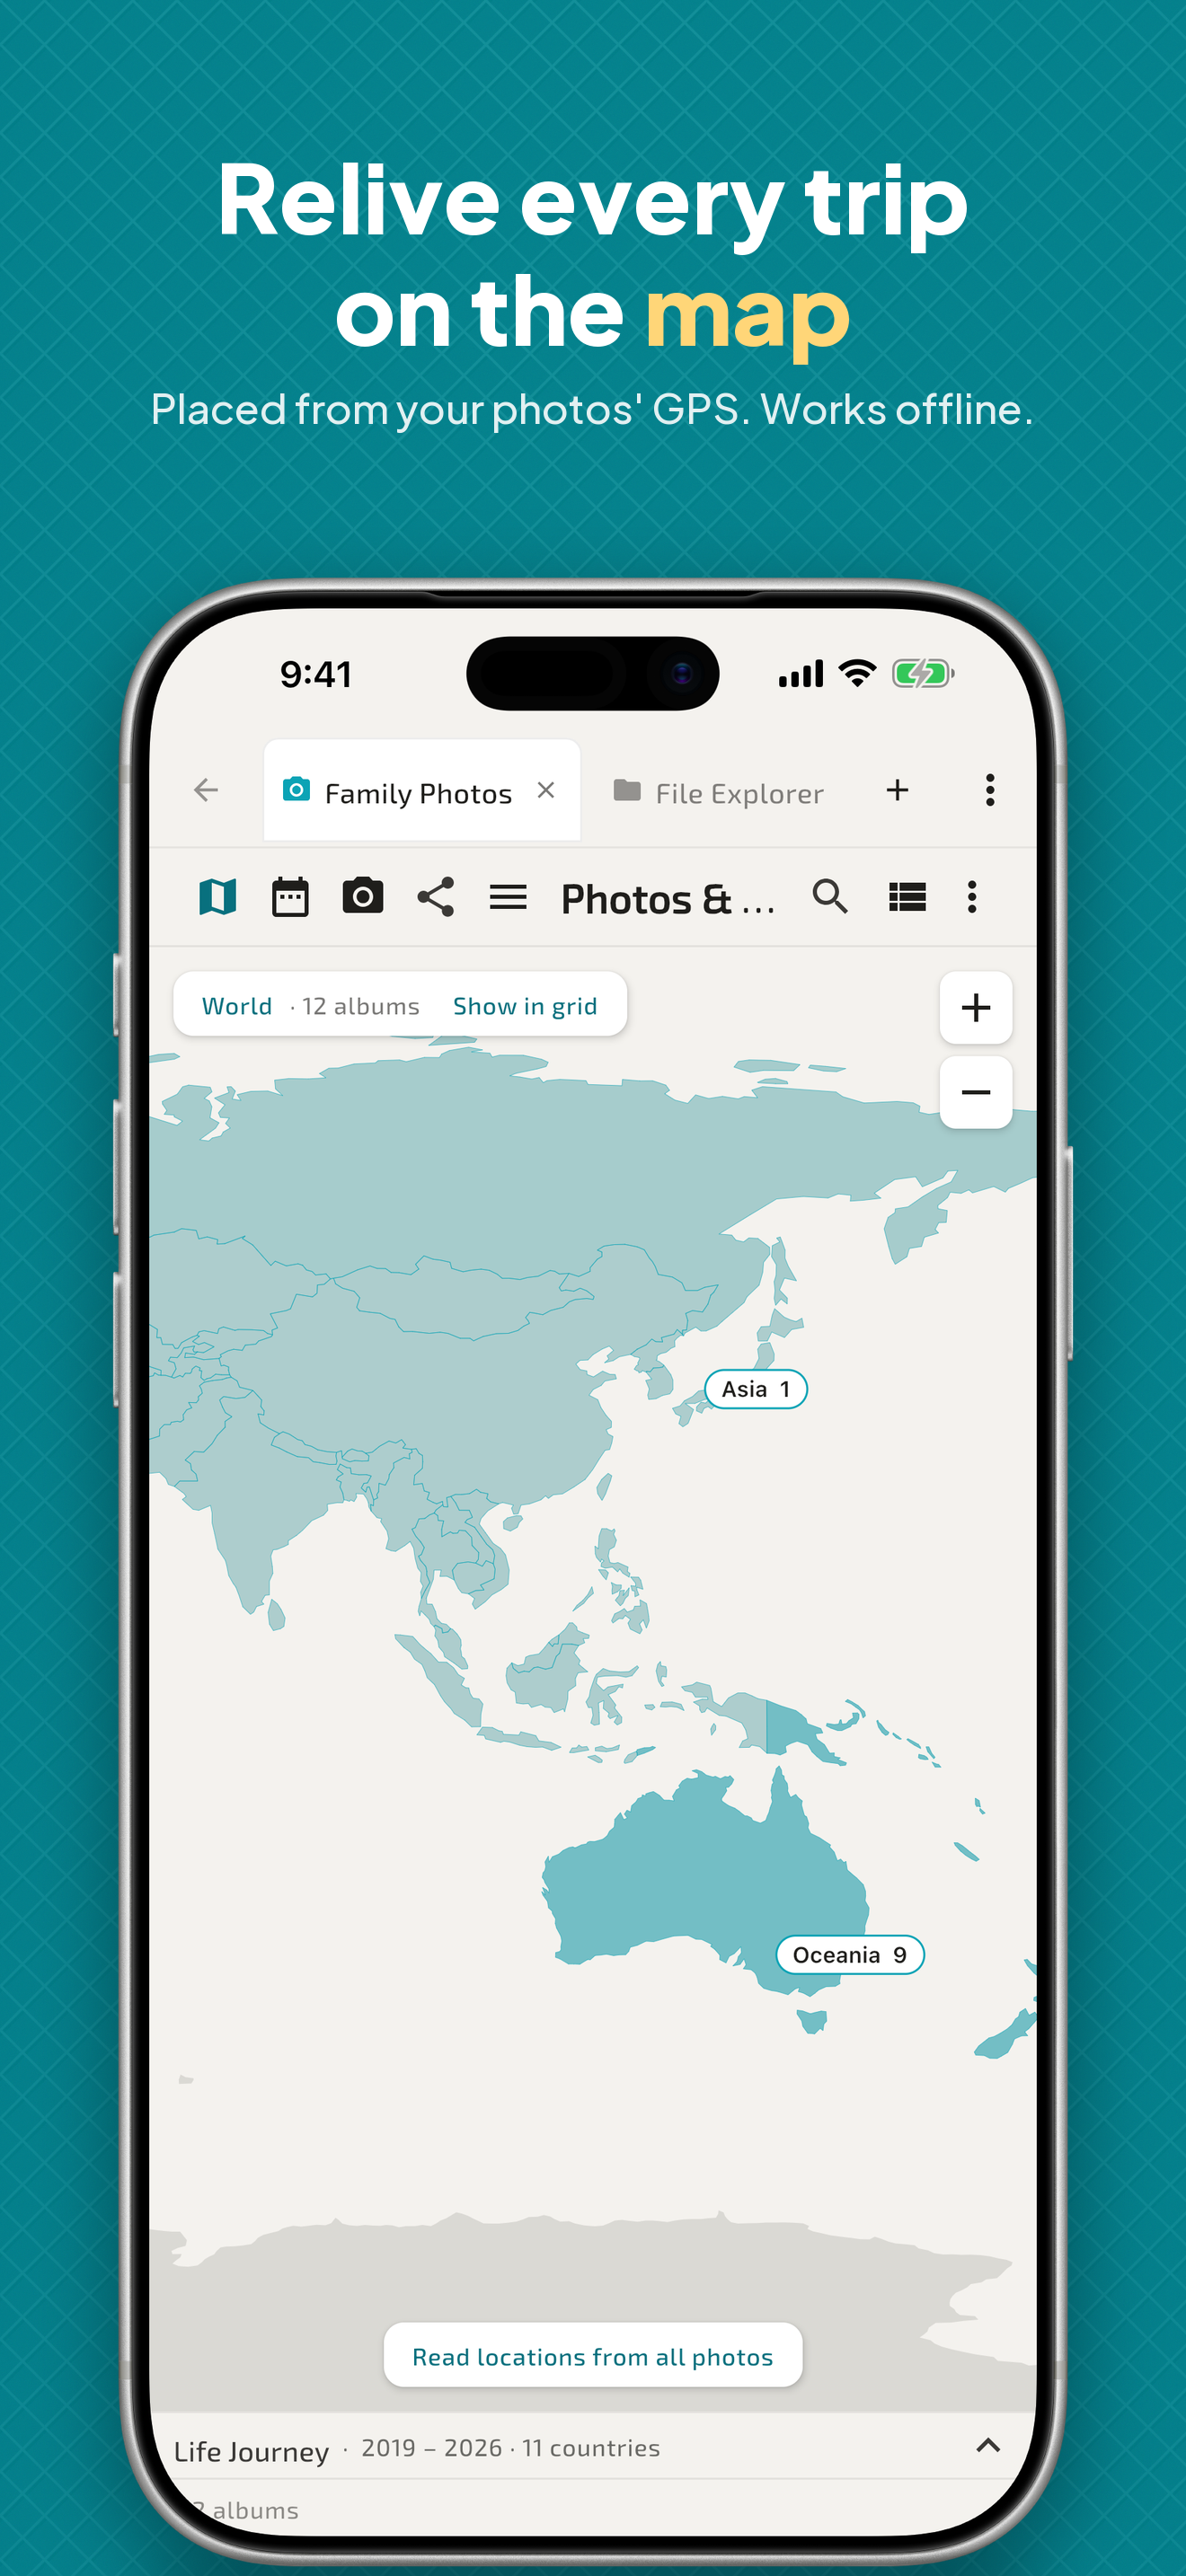 Relive every trip
on the map
Placed from your photos' GPS. Works offline.
9:41
Family Photos
File Explorer
Photos & ...
World · 12 albums Show in grid
Asia 1
Oceania 9
Read locations from all photos
Life Journey · 2019 – 2026 · 11 countries
albums